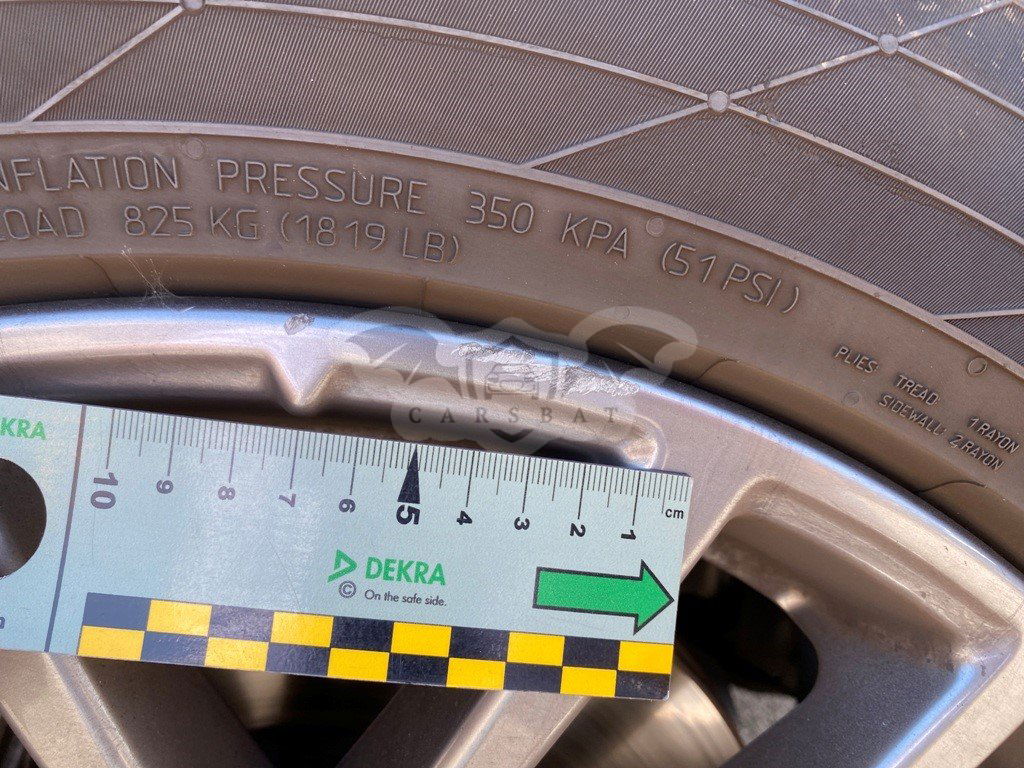 NFLATION PRESSURE 350 KPA (51 PSI)
LOAD 825 KG (1819 LB)
PLIES TREAD: 1 RAYON
SIDEWALL: 2 RAYON
CARSBAT
KRA
10 9 8 7 6 5 4 3 2 1 cm
DEKRA
© On the safe side.